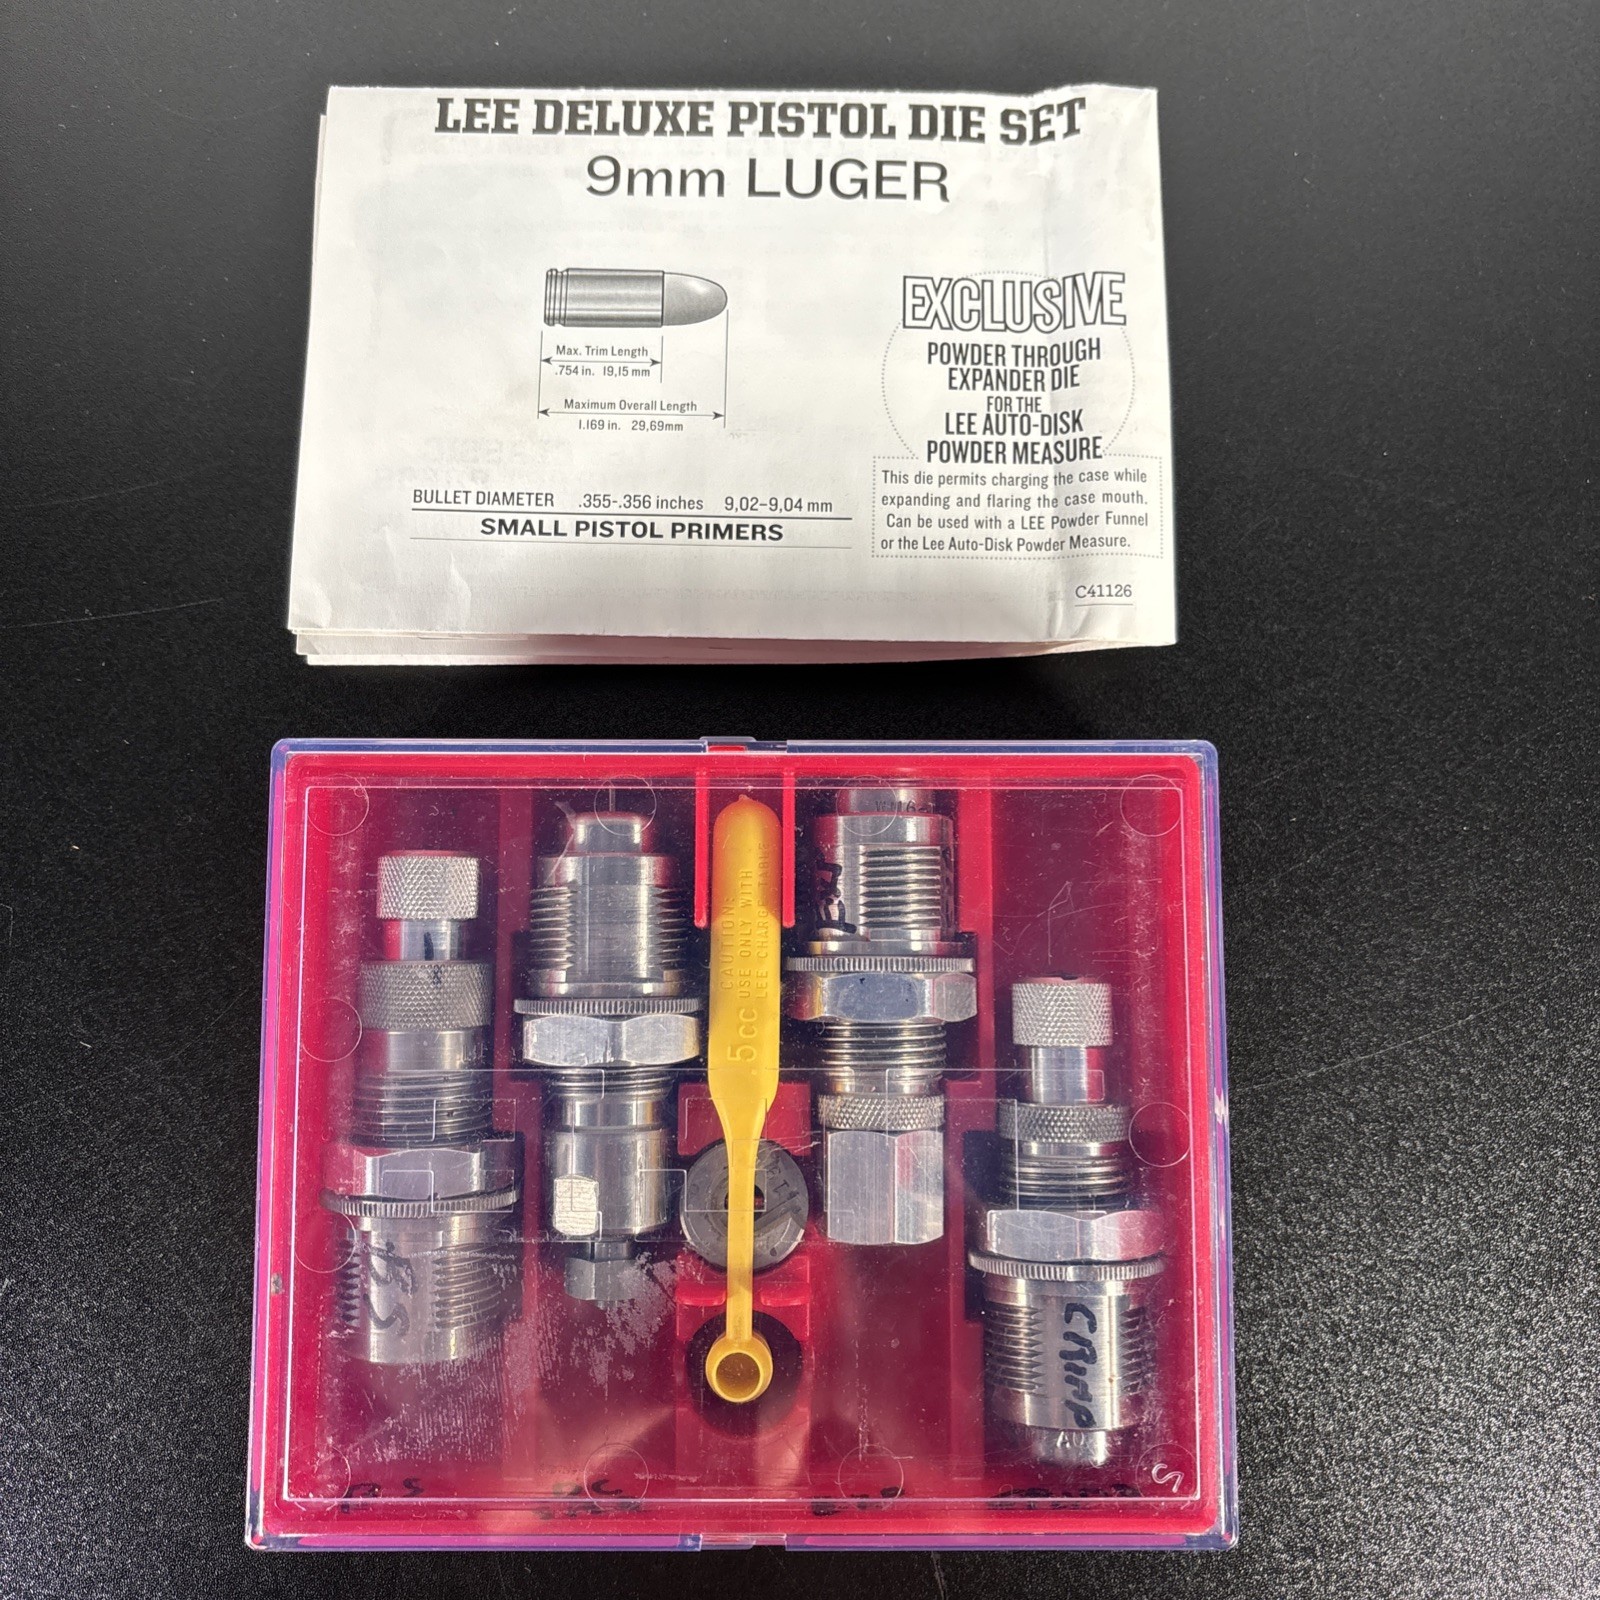 LEE DELUXE PISTOL DIE SET
9mm LUGER
Max. Trim Length
.754 in. 19,15 mm
Maximum Overall Length
1.169 in. 29,69mm
BULLET DIAMETER .355-.356 inches 9,02-9,04 mm
SMALL PISTOL PRIMERS
EXCLUSIVE
POWDER THROUGH
EXPANDER DIE
FOR THE
LEE AUTO-DISK
POWDER MEASURE
This die permits charging the case while
expanding and flaring the case mouth.
Can be used with a LEE Powder Funnel
or the Lee Auto-Disk Powder Measure.
C41126
CAUTION:
.5CC USE ONLY WITH
LEE CHARGE TABLE
CRIMP